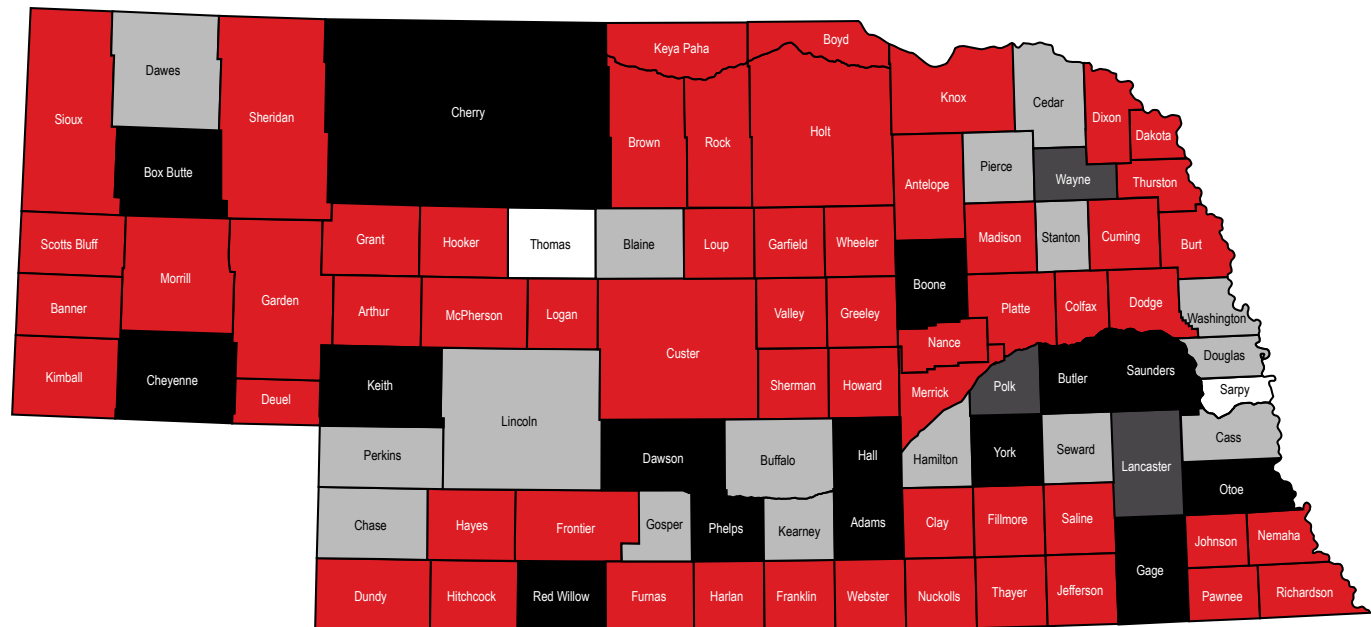 Keya Paha
Boyd
Dawes
Cherry
Knox
Cedar
Sioux
Sheridan
Dixon
Holt
Dakota
Brown
Rock
Box Butte
Pierce
Wayne
Thurston
Antelope
Scotts Bluff
Grant
Hooker
Thomas
Blaine
Loup
Garfield
Wheeler
Madison
Stanton
Cuming
Burt
Morrill
Garden
Boone
Banner
Arthur
McPherson
Logan
Valley
Greeley
Platte
Colfax
Dodge
Washington
Custer
Nance
Douglas
Kimball
Cheyenne
Keith
Sherman
Howard
Merrick
Polk
Butler
Saunders
Sarpy
Deuel
Lincoln
Perkins
Dawson
Buffalo
Hall
Hamilton
York
Seward
Lancaster
Cass
Otoe
Chase
Hayes
Frontier
Gosper
Phelps
Kearney
Adams
Clay
Fillmore
Saline
Johnson
Nemaha
Gage
Dundy
Hitchcock
Red Willow
Furnas
Harlan
Franklin
Webster
Nuckolls
Thayer
Jefferson
Pawnee
Richardson